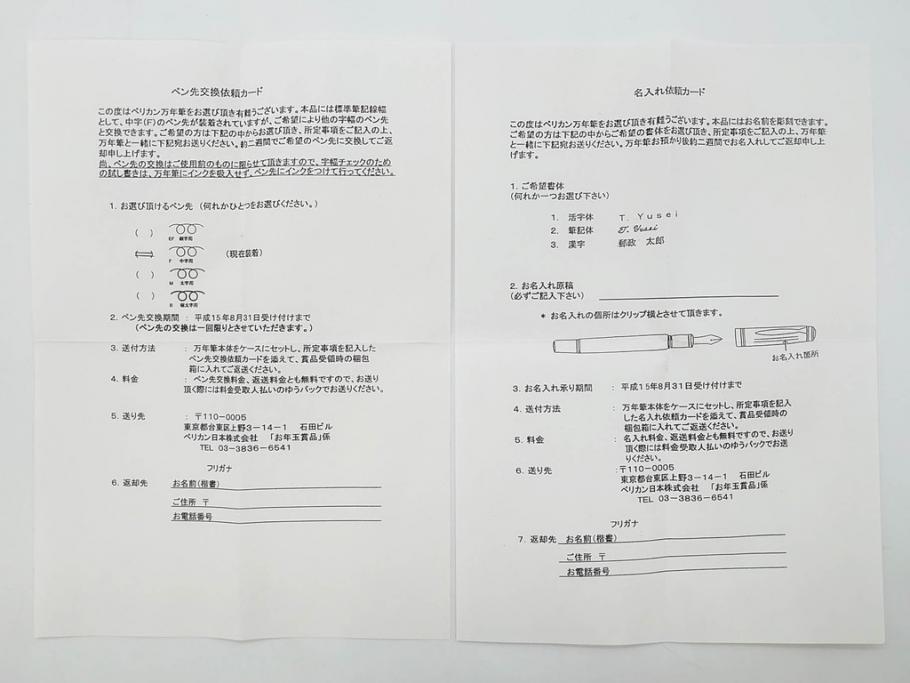 ペン先交換依頼カード
この度はペリカン万年筆をお選び頂き有難うございます。本品には標準筆記線幅
として、中字(F)のペン先が装着されていますが、ご希望により他の字幅のペン先
と交換できます。ご希望の方は下記の中からお選び頂き、所定事項をご記入の上、
万年筆と一緒に下記宛お送りください。約二週間でご希望のペン先に交換してご返
却申し上げます。
尚、ペン先の交換はご使用前のものに限らせて頂きますので、字幅チェックのため
の試し書きは、万年筆にインクを吸入せず、ペン先にインクをつけて行ってください。
1. お選び頂けるペン先 (何れかひとつをお選びください。)
( )
EF 細字用
F 中字用 (現在装着)
( )
M 太字用
( )
B 極太字用
2. ペン先交換期間 : 平成15年8月31日受け付けまで
(ペン先の交換は一回限りとさせていただきます。)
3. 送付方法 : 万年筆本体をケースにセットし、所定事項を記入した
ペン先交換依頼カードを添えて、賞品受領時の梱包
箱に入れてご返送ください。
4. 料金 : ペン先交換料金、返送料金とも無料ですので、お送り
頂く際には料金受取人払いのゆうパックでお送りください。
5. 送り先 : 〒110-0005
東京都台東区上野3-14-1 石田ビル
ペリカン日本株式会社 「お年玉賞品」係
TEL 03-3836-6541
フリガナ
6. 返却先 お名前(楷書)
ご住所 〒
お電話番号
名入れ依頼カード
この度はペリカン万年筆をお選び頂き有難うございます。本品にはお名前を彫刻できます。
ご希望の方は下記の中からご希望の書体をお選び頂き、所定事項をご記入の上、万年筆
と一緒に下記宛お送りください。万年筆お預かり後約二週間でお名入れしてご返却申し上
げます。
1. ご希望書体
(何れか一つお選び下さい)
1. 活字体 T. Yusei
2. 筆記体 T. Yusei
3. 漢字 郵政 太郎
2. お名入れ原稿
(必ずご記入下さい)
* お名入れの個所はクリップ横とさせて頂きます。
お名入れ箇所
3. お名入れ承り期間 : 平成15年8月31日受け付けまで
4. 送付方法 : 万年筆本体をケースにセットし、所定事項を記入
した名入れ依頼カードを添えて、賞品受領時の
梱包箱に入れてご返送ください。
5. 料金 : 名入れ料金、返送料金とも無料ですので、お送り
頂く際には料金受取人払いのゆうパックでお送
りください。
6. 送り先 : 〒110-0005
東京都台東区上野3-14-1 石田ビル
ペリカン日本株式会社 「お年玉賞品」係
TEL 03-3836-6541
フリガナ
7. 返却先 お名前(楷書)
ご住所 〒
お電話番号